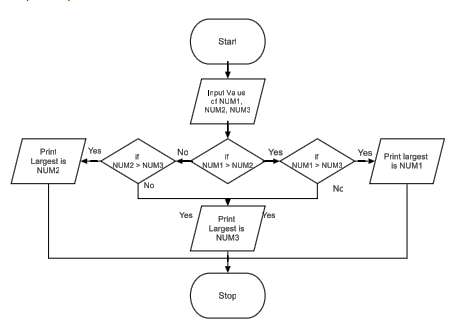 Start
Input Value
of NUM1,
NUM2, NUM3
Print
Largest is
NUM2
Yes
if
NUM2 > NUM3
No
if
NUM1 > NUM2
Yes
if
NUM1 > NUM3
Yes
Print largest
is NUM1
No
No
Yes
Print
Largest is
NUM3
Yes
Stop